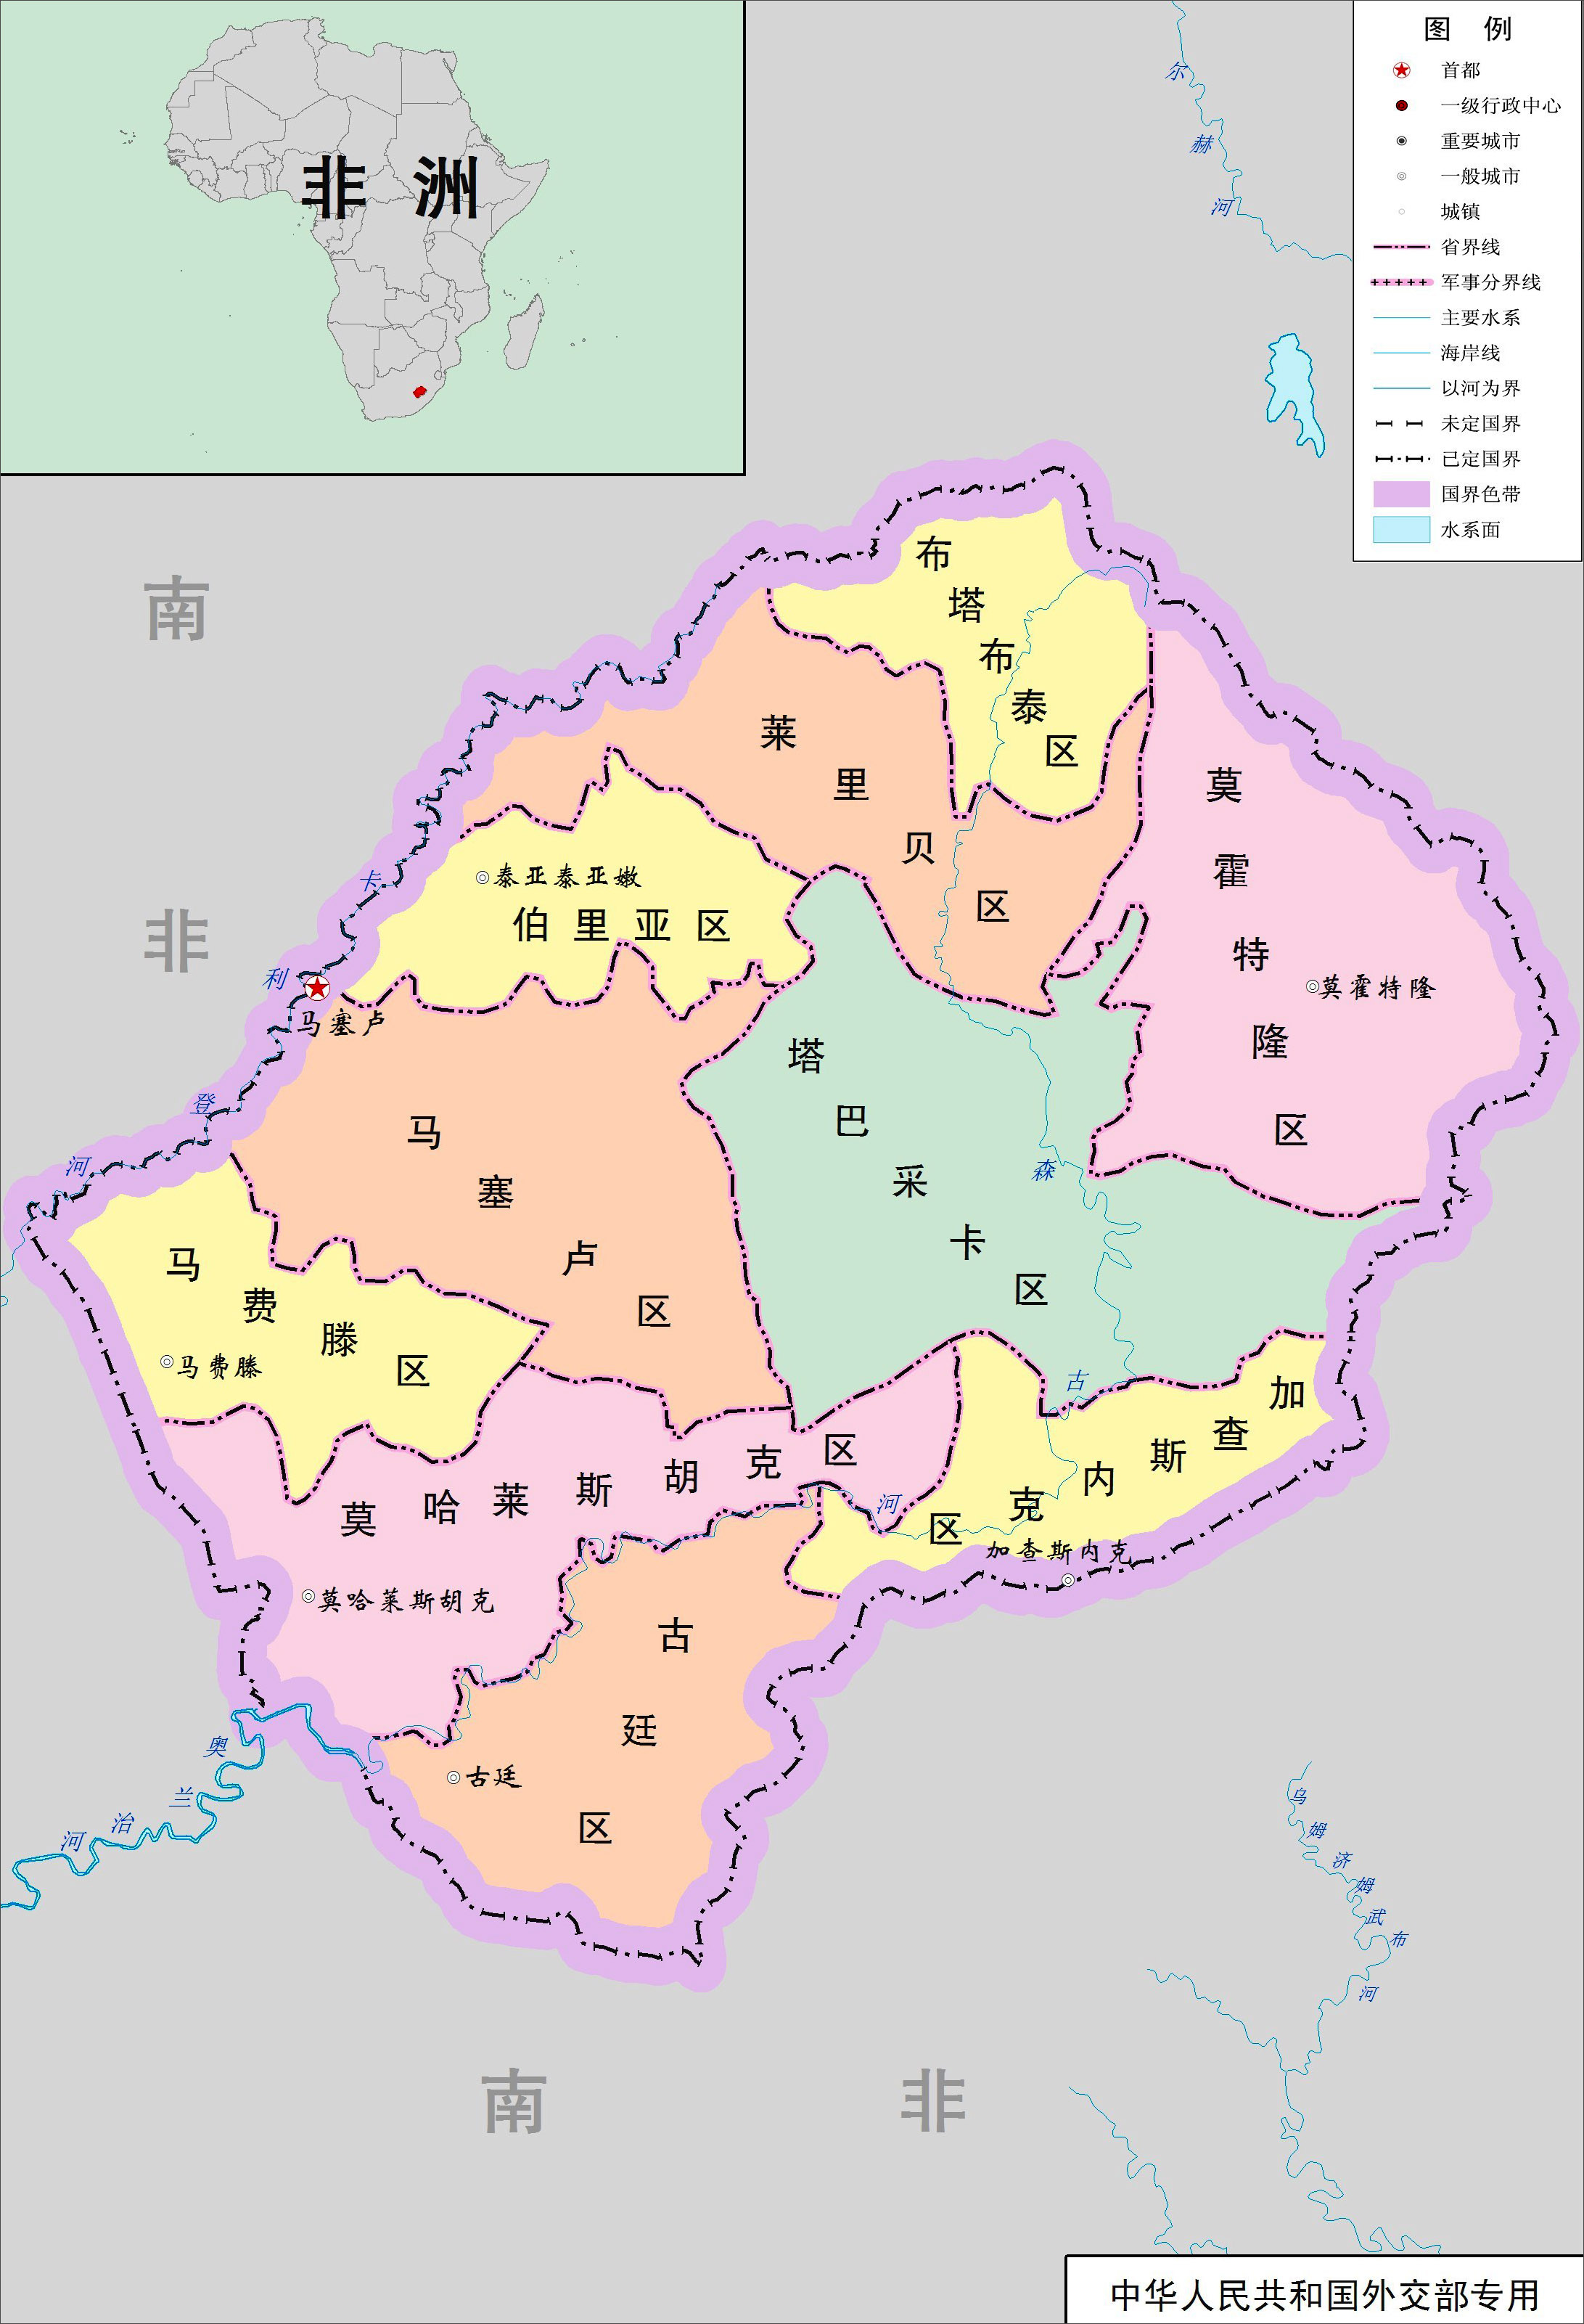 非洲
图例
首都
一级行政中心
重要城市
一般城市
城镇
省界线
军事分界线
主要水系
海岸线
以河为界
未定国界
已定国界
国界色带
水系面
尔赫河
南非
布塔布泰区
莱里贝区
莫霍特隆区
莫霍特隆
泰亚泰亚嫩
伯里亚区
卡利登河
马塞卢
马塞卢区
塔巴采卡区
马费滕区
马费滕
莫哈莱斯胡克区
莫哈莱斯胡克
森古河
加查斯内克区
加查斯内克
古廷区
古廷
奥兰治河
乌姆济姆武布河
南非
中华人民共和国外交部专用